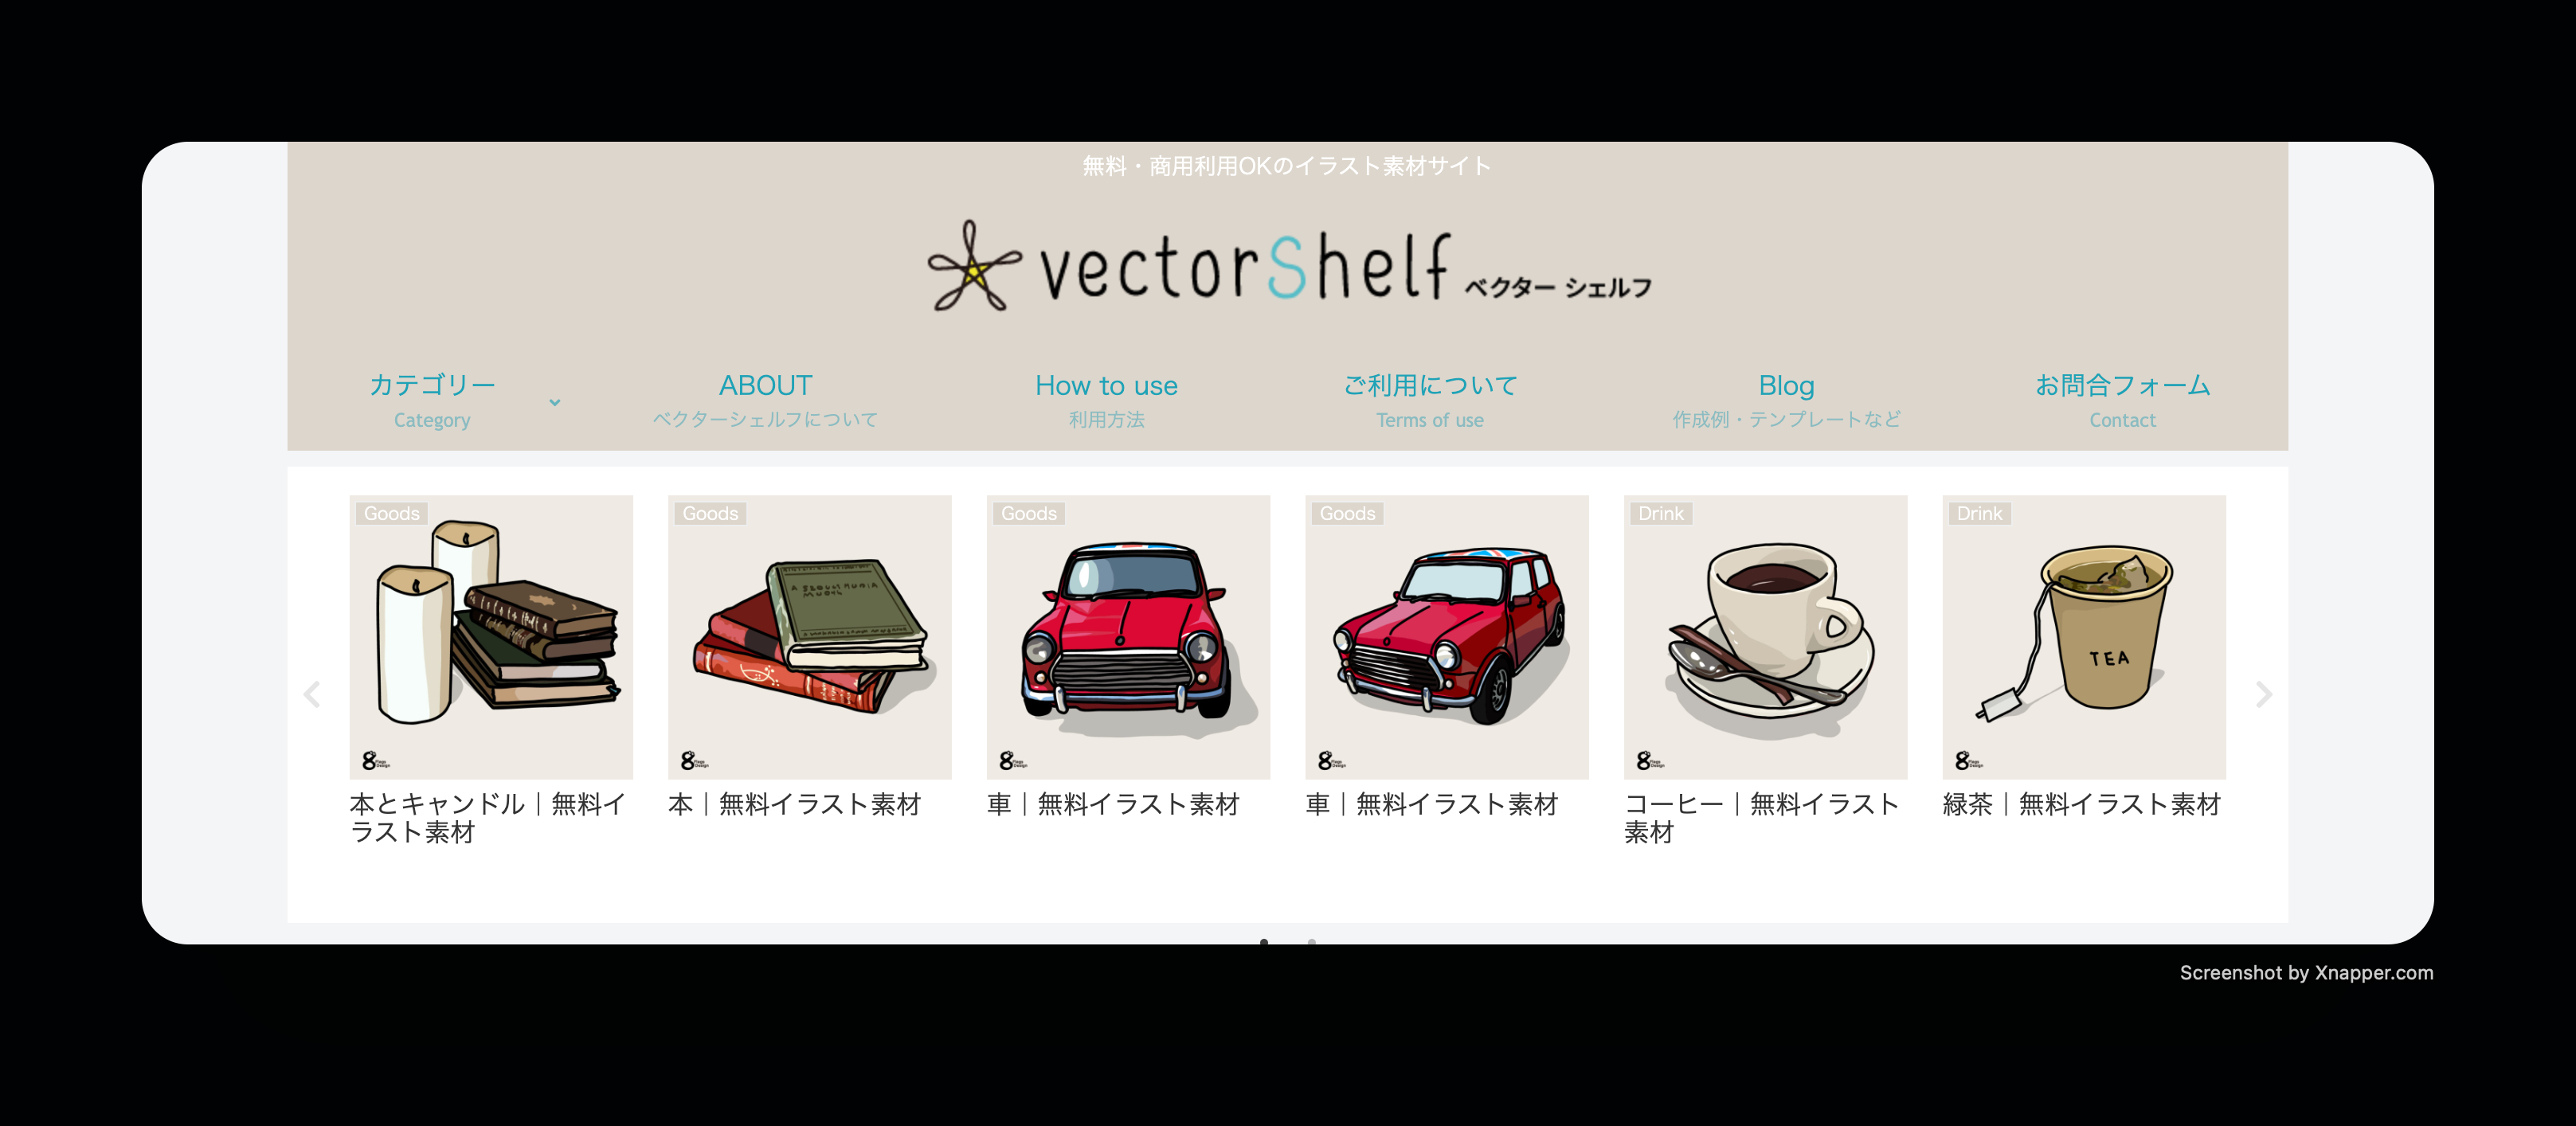 無料・商用利用OKのイラスト素材サイト
vectorShelf ベクター シェルフ
カテゴリー ABOUT How to use ご利用について Blog お問合フォーム
Category ベクターシェルフについて 利用方法 Terms of use 作成例・テンプレートなど Contact
Goods Goods Goods Goods Drink Drink
TEA
8 8 8 8 8 8
本とキャンドル｜無料イ 本｜無料イラスト素材 車｜無料イラスト素材 車｜無料イラスト素材 コーヒー｜無料イラスト 緑茶｜無料イラスト素材
ラスト素材 素材
Screenshot by Xnapper.com